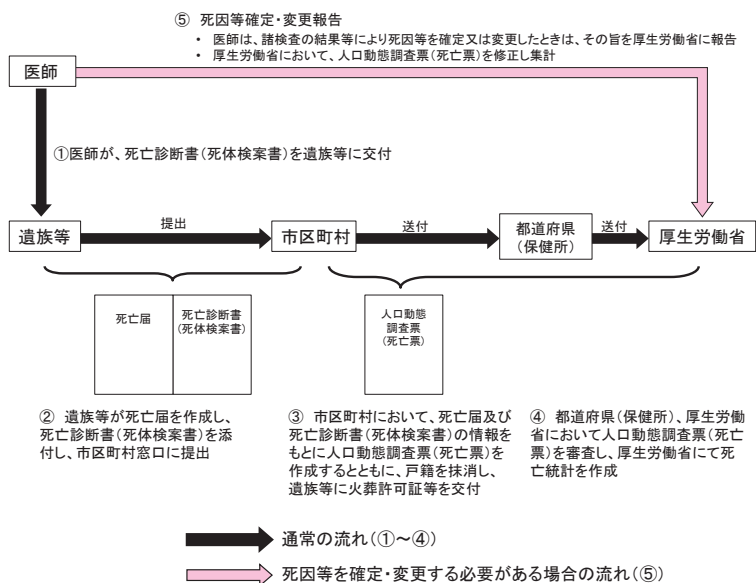 ⑤ 死因等確定・変更報告
• 医師は、諸検査の結果等により死因等を確定又は変更したときは、その旨を厚生労働省に報告
• 厚生労働省において、人口動態調査票(死亡票)を修正し集計
医師
①医師が、死亡診断書(死体検案書)を遺族等に交付
遺族等
提出
市区町村
送付
都道府県
(保健所)
送付
厚生労働省
死亡届
死亡診断書
(死体検案書)
人口動態
調査票
(死亡票)
② 遺族等が死亡届を作成し、
死亡診断書(死体検案書)を添
付し、市区町村窓口に提出
③ 市区町村において、死亡届及び
死亡診断書(死体検案書)の情報を
もとに人口動態調査票(死亡票)を
作成するとともに、戸籍を抹消し、
遺族等に火葬許可証等を交付
④ 都道府県(保健所)、厚生労働
省において人口動態調査票(死亡
票)を審査し、厚生労働省にて死
亡統計を作成
通常の流れ(①～④)
死因等を確定・変更する必要がある場合の流れ(⑤)